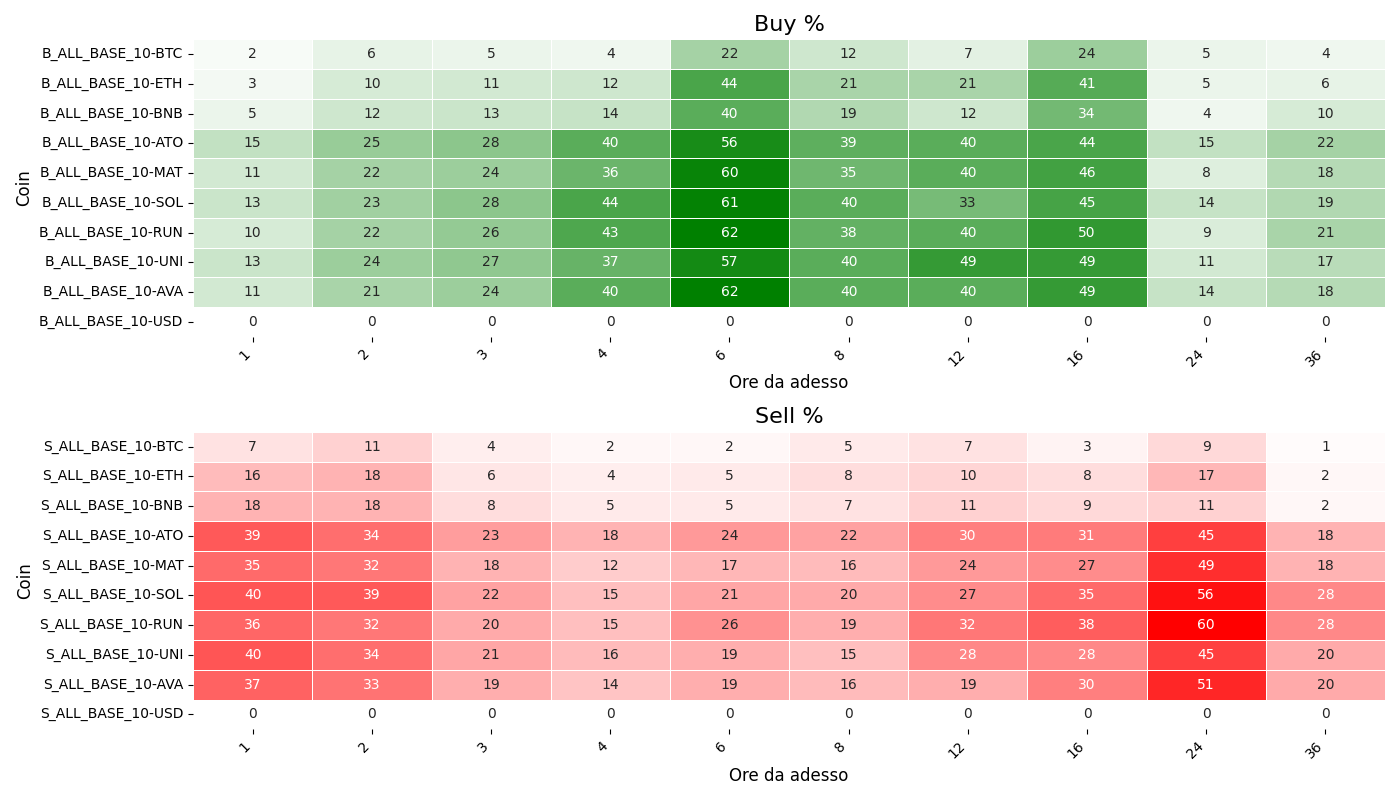 Buy %
Coin
B_ALL_BASE_10-BTC 2 6 5 4 22 12 7 24 5 4
B_ALL_BASE_10-ETH 3 10 11 12 44 21 21 41 5 6
B_ALL_BASE_10-BNB 5 12 13 14 40 19 12 34 4 10
B_ALL_BASE_10-ATO 15 25 28 40 56 39 40 44 15 22
B_ALL_BASE_10-MAT 11 22 24 36 60 35 40 46 8 18
B_ALL_BASE_10-SOL 13 23 28 44 61 40 33 45 14 19
B_ALL_BASE_10-RUN 10 22 26 43 62 38 40 50 9 21
B_ALL_BASE_10-UNI 13 24 27 37 57 40 49 49 11 17
B_ALL_BASE_10-AVA 11 21 24 40 62 40 40 49 14 18
B_ALL_BASE_10-USD 0 0 0 0 0 0 0 0 0 0
1 2 3 4 6 8 12 16 24 36
Ore da adesso
Sell %
Coin
S_ALL_BASE_10-BTC 7 11 4 2 2 5 7 3 9 1
S_ALL_BASE_10-ETH 16 18 6 4 5 8 10 8 17 2
S_ALL_BASE_10-BNB 18 18 8 5 5 7 11 9 11 2
S_ALL_BASE_10-ATO 39 34 23 18 24 22 30 31 45 18
S_ALL_BASE_10-MAT 35 32 18 12 17 16 24 27 49 18
S_ALL_BASE_10-SOL 40 39 22 15 21 20 27 35 56 28
S_ALL_BASE_10-RUN 36 32 20 15 26 19 32 38 60 28
S_ALL_BASE_10-UNI 40 34 21 16 19 15 28 28 45 20
S_ALL_BASE_10-AVA 37 33 19 14 19 16 19 30 51 20
S_ALL_BASE_10-USD 0 0 0 0 0 0 0 0 0 0
1 2 3 4 6 8 12 16 24 36
Ore da adesso